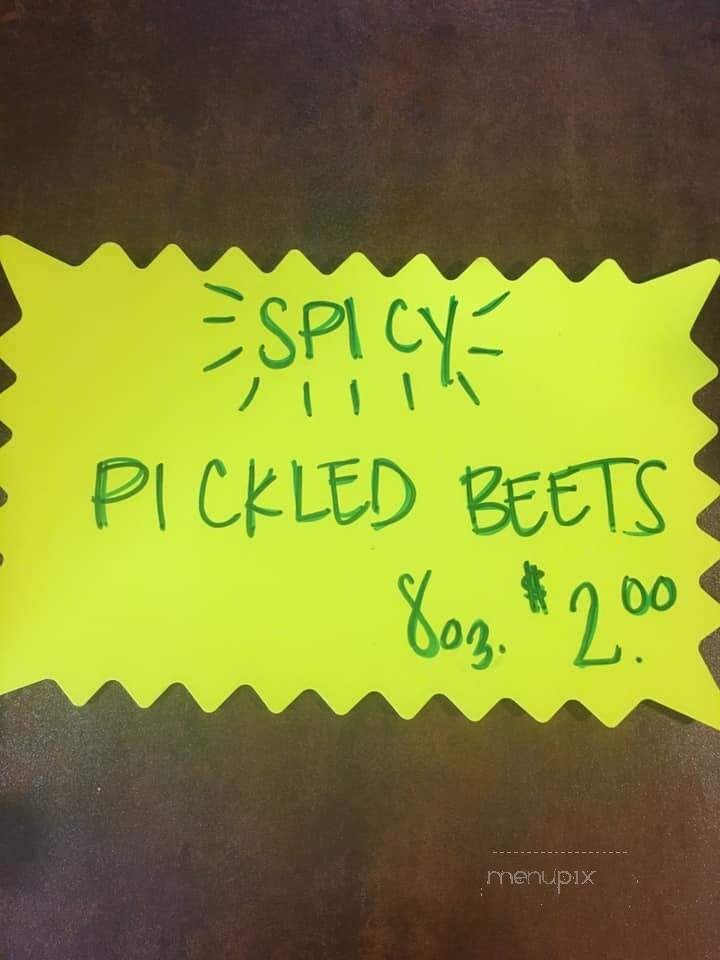 SPICY
PICKLED BEETS
8oz. $2.00
menupix